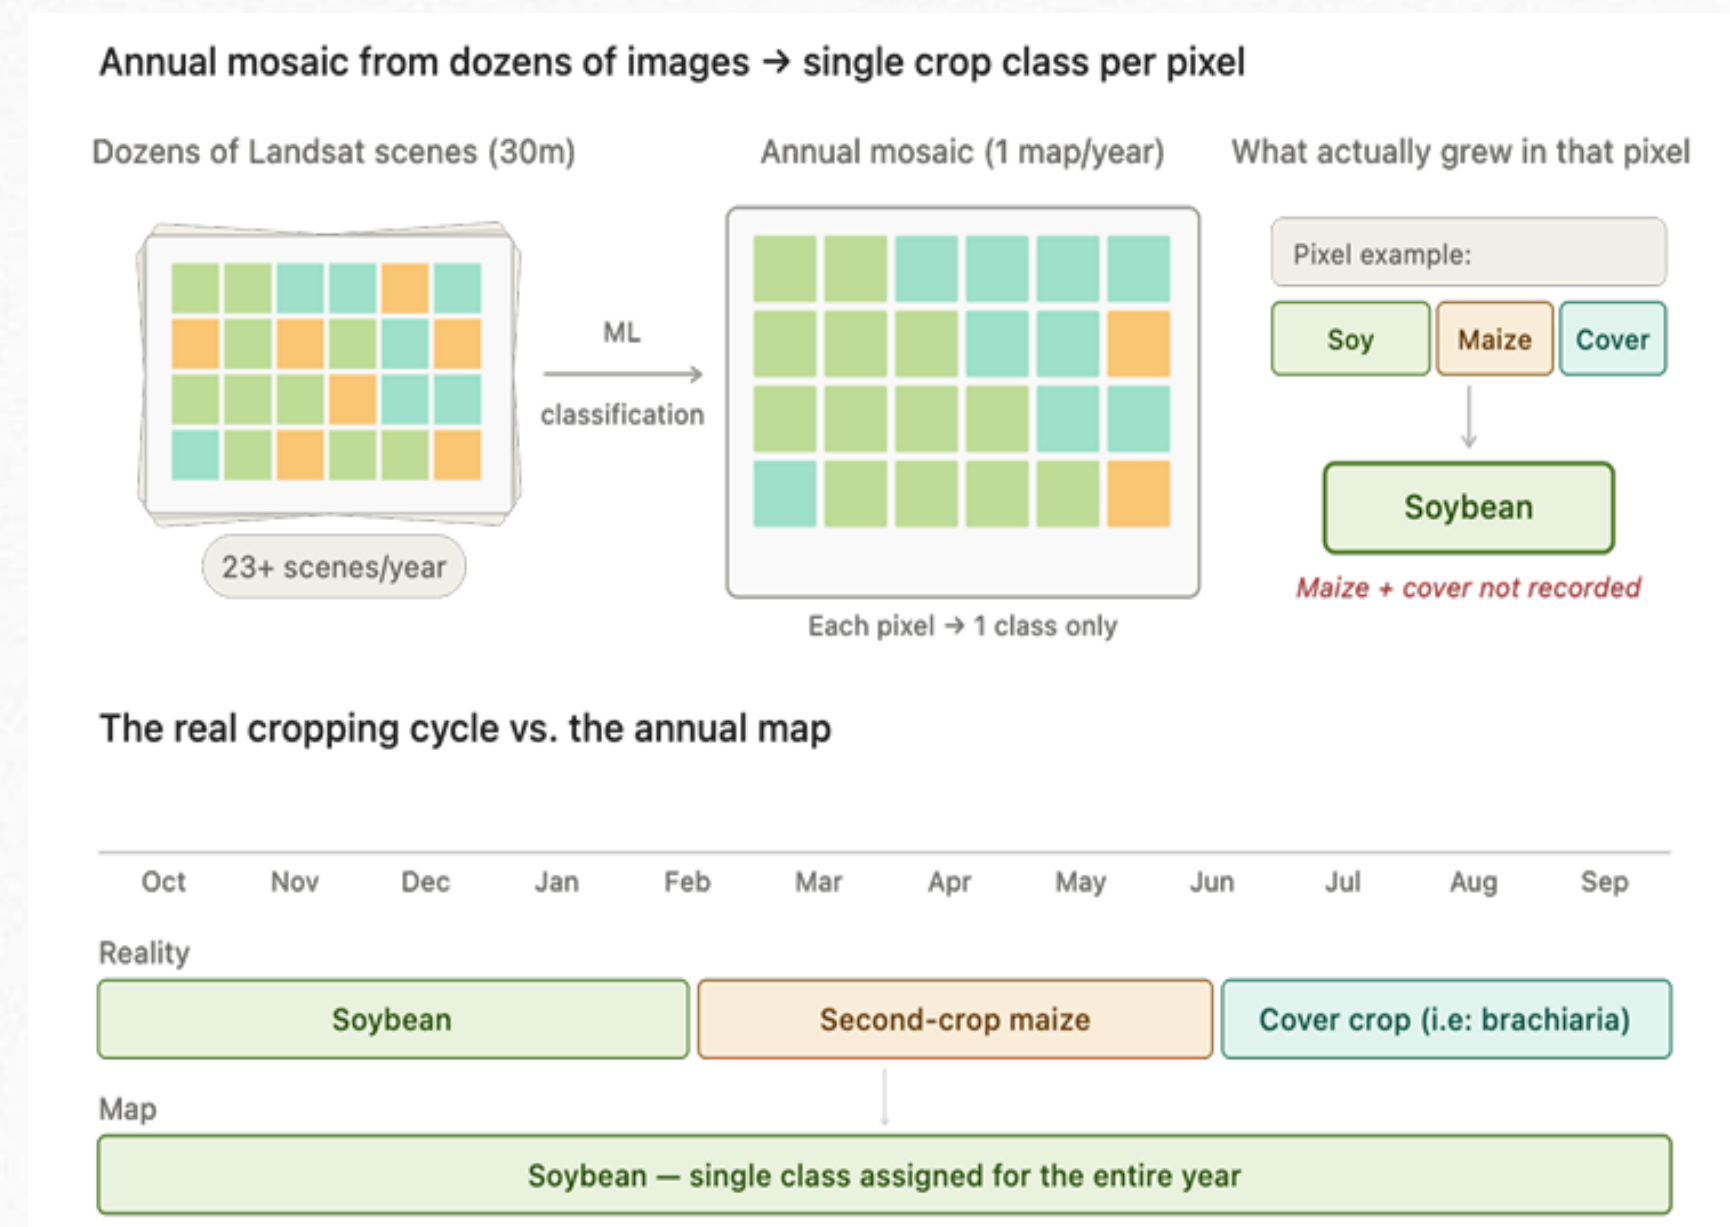 Annual mosaic from dozens of images → single crop class per pixel
Dozens of Landsat scenes (30m)
23+ scenes/year
ML
classification
Annual mosaic (1 map/year)
Each pixel → 1 class only
What actually grew in that pixel
Pixel example:
Soy
Maize
Cover
Soybean
Maize + cover not recorded
The real cropping cycle vs. the annual map
Oct Nov Dec Jan Feb Mar Apr May Jun Jul Aug Sep
Reality
Soybean
Second-crop maize
Cover crop (i.e: brachiaria)
Map
Soybean — single class assigned for the entire year